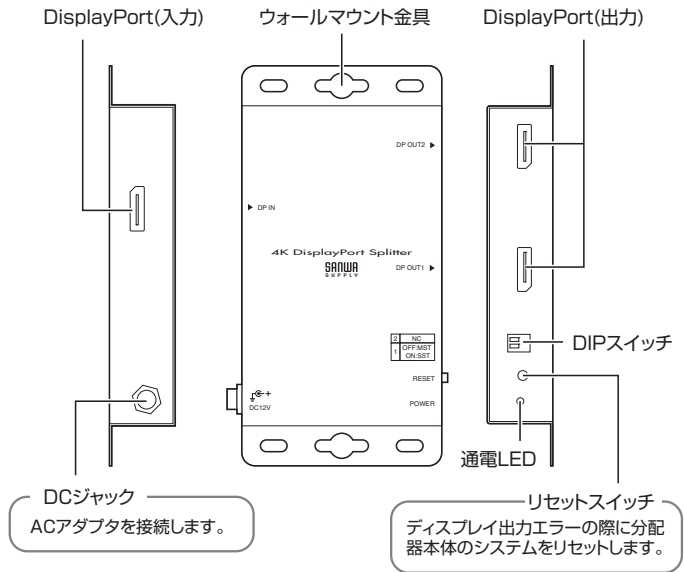 DisplayPort(入力)
ウォールマウント金具
DisplayPort(出力)
DP OUT2 ▶
▶ DP IN
4K DisplayPort Splitter
SANWA
SUPPLY
DP OUT1 ▶
2 NC
1 OFF:MST
ON:SST
DIPスイッチ
RESET
+
DC12V
POWER
通電LED
DCジャック
ACアダプタを接続します。
リセットスイッチ
ディスプレイ出力エラーの際に分配
器本体のシステムをリセットします。